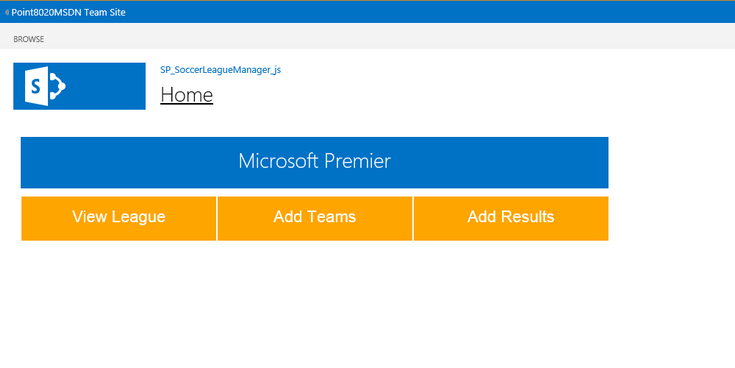 Point8020MSDN Team Site
BROWSE
S
SP_SoccerLeagueManager_js
Home
Microsoft Premier
View League Add Teams Add Results